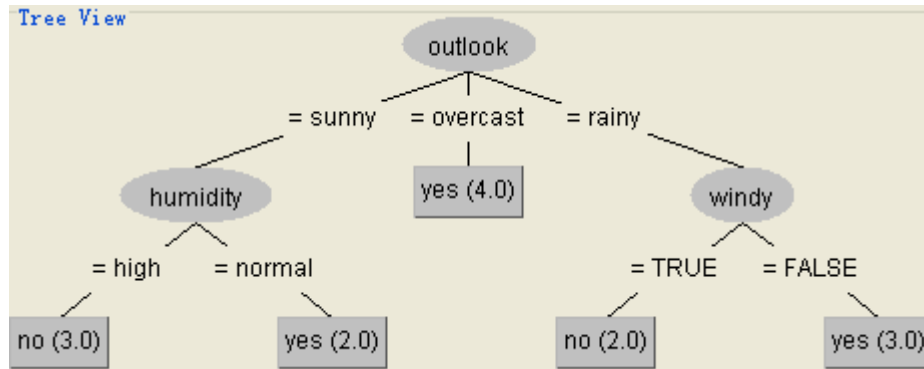 Tree View
outlook
= sunny = overcast = rainy
humidity yes (4.0) windy
= high = normal = TRUE = FALSE
no (3.0) yes (2.0) no (2.0) yes (3.0)